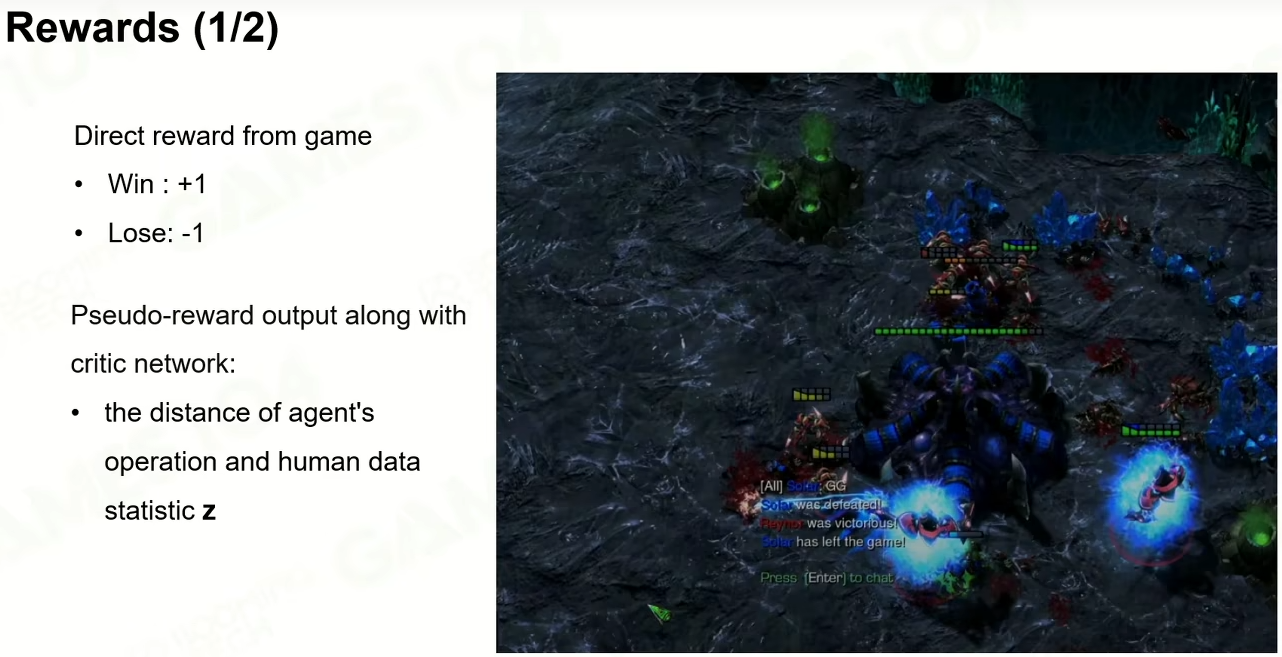 Rewards (1/2)
Direct reward from game
• Win : +1
• Lose: -1
Pseudo-reward output along with
critic network:
• the distance of agent's
operation and human data
statistic z
[All] Solar: GG
Solar was defeated!
Reynor was victorious!
Solar has left the game!
Press [Enter] to chat
GAMES104